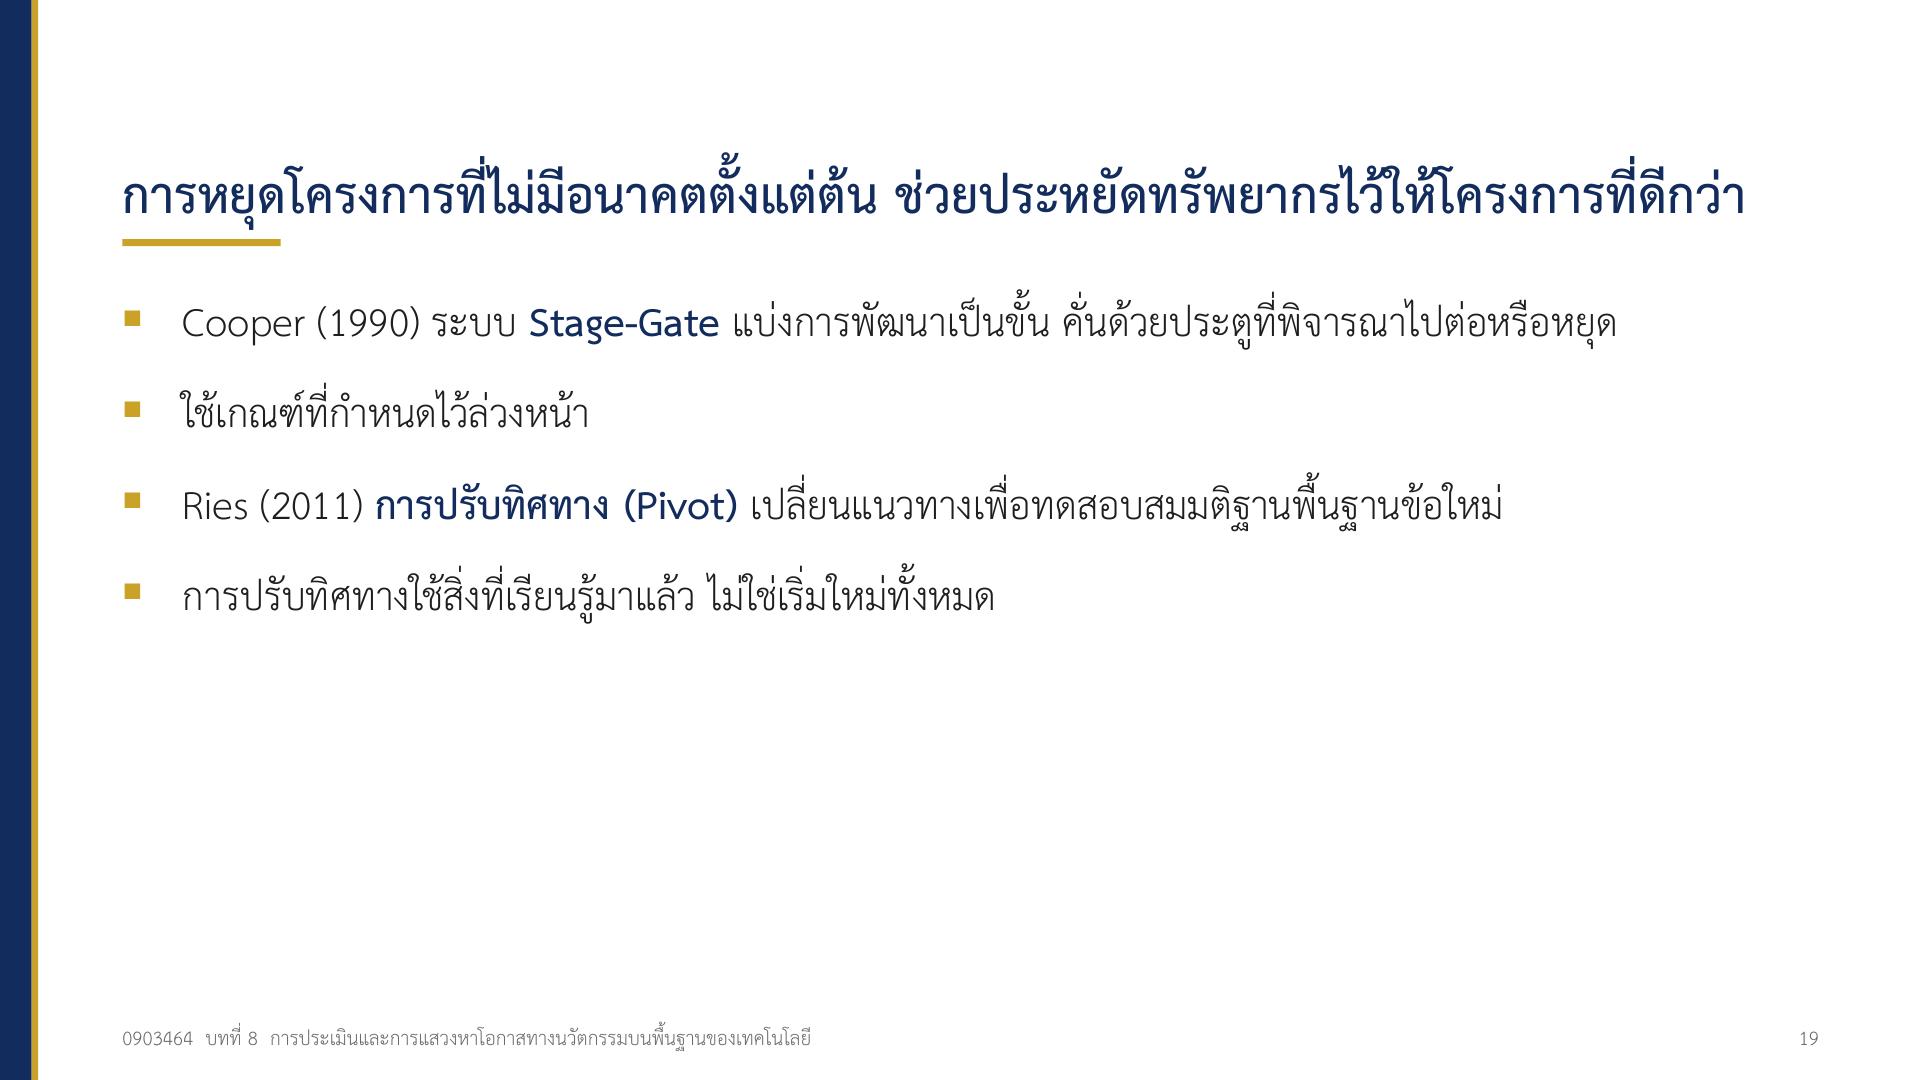 การหยุดโครงการที่ไม่มีอนาคตตั้งแต่ต้น ช่วยประหยัดทรัพยากรไว้ให้โครงการที่ดีกว่า
Cooper (1990) ระบบ Stage-Gate แบ่งการพัฒนาเป็นขั้น คั่นด้วยประตูที่พิจารณาไปต่อหรือหยุด
ใช้เกณฑ์ที่กำหนดไว้ล่วงหน้า
Ries (2011) การปรับทิศทาง (Pivot) เปลี่ยนแนวทางเพื่อทดสอบสมมติฐานพื้นฐานข้อใหม่
การปรับทิศทางใช้สิ่งที่เรียนรู้มาแล้ว ไม่ใช่เริ่มใหม่ทั้งหมด
0903464 บทที่ 8 การประเมินและการแสวงหาโอกาสทางนวัตกรรมบนพื้นฐานของเทคโนโลยี
19